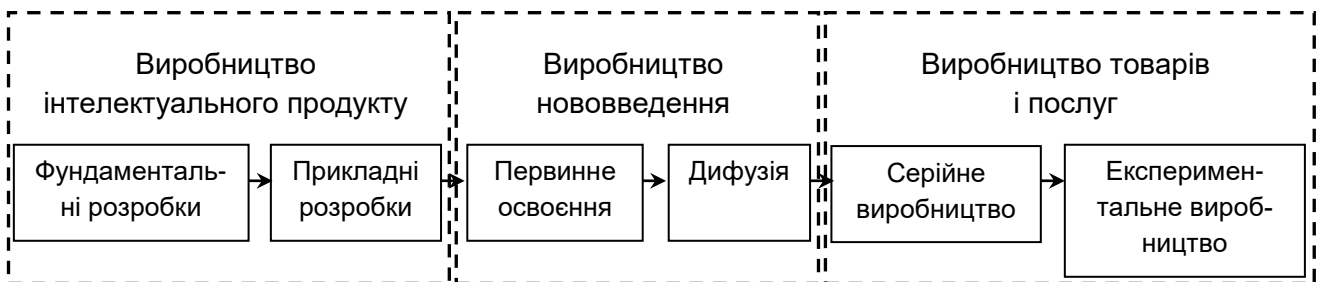 Виробництво
інтелектуального продукту
Виробництво
нововведення
Виробництво товарів
і послуг
Фундаменталь-
ні розробки
Прикладні
розробки
Первинне
освоєння
Дифузія
Серійне
виробництво
Експеримен-
тальне вироб-
ництво